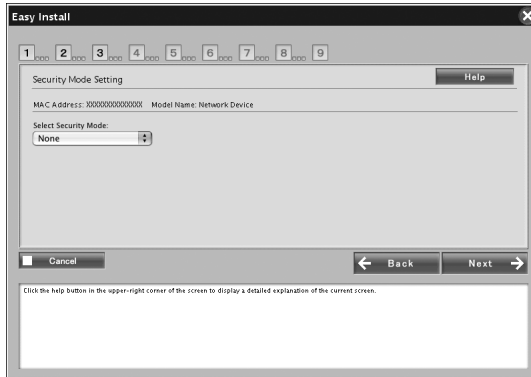 Easy Install
1 2 3 4 5 6 7 8 9
Security Mode Setting
Help
MAC Address: XXXXXXXXXXXXXX Model Name: Network Device
Select Security Mode:
None
Cancel
Back
Next
Click the help button in the upper-right corner of the screen to display a detailed explanation of the current screen.